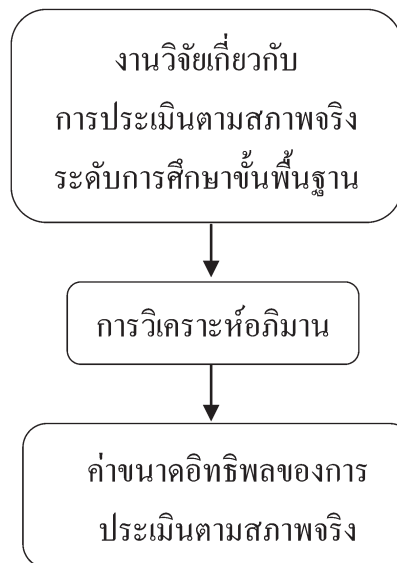 งานวิจัยเกี่ยวกับ
การประเมินตามสภาพจริง
ระดับการศึกษาขั้นพื้นฐาน
การวิเคราะห์อภิมาน
ค่าขนาดอิทธิพลของการ
ประเมินตามสภาพจริง